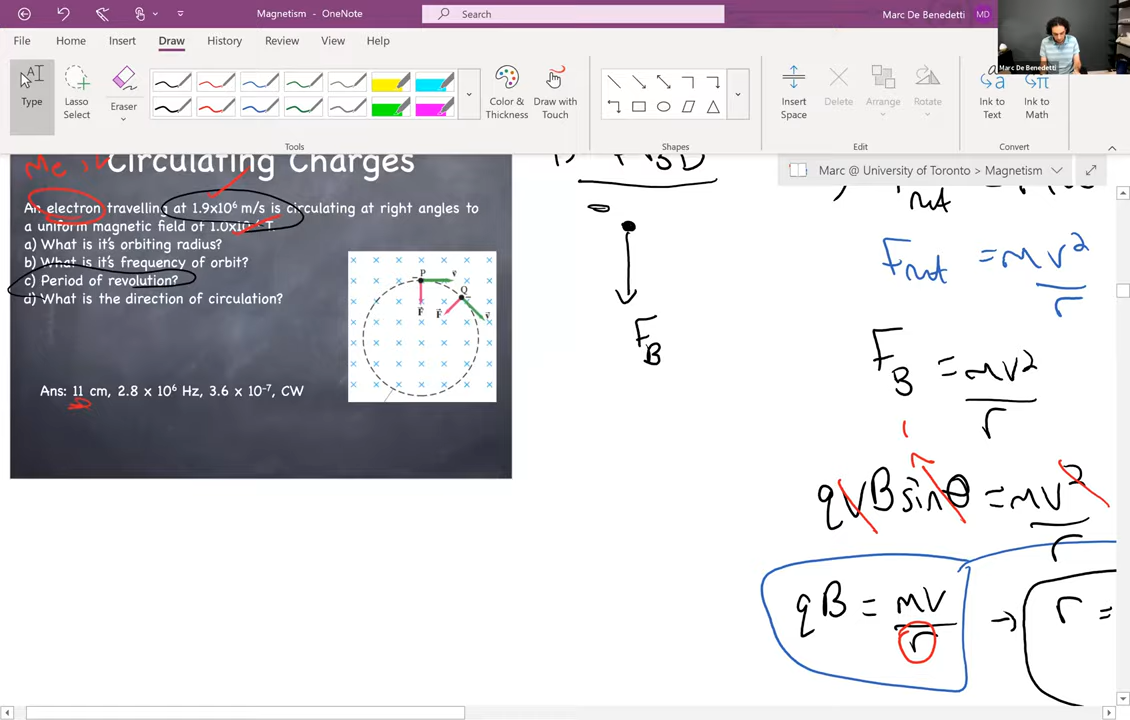 Magnetism - OneNote
Search
Marc De Benedetti
MD
File
Home
Insert
Draw
History
Review
View
Help
Type
Lasso Select
Eraser
Color & Thickness
Draw with Touch
Insert Space
Delete
Arrange
Rotate
Ink to Text
Ink to Math
Tools
Shapes
Edit
Convert
Marc De Benedetti
Marc @ University of Toronto > Magnetism
Me
Circulating Charges
An electron travelling at 1.9x10⁶ m/s is circulating at right angles to
a uniform magnetic field of T.
a) What is it's orbiting radius?
b) What is it's frequency of orbit?
c) Period of revolution?
d) What is the direction of circulation?
P v
Q
F F
v
Ans: 11 cm, 2.8 x 10⁶ Hz, 3.6 x 10⁻⁷, CW
F_B
F_net = mv²/r
F_B = mv²/r
qvBsinθ = mv²/r
qB = mv/r → r =